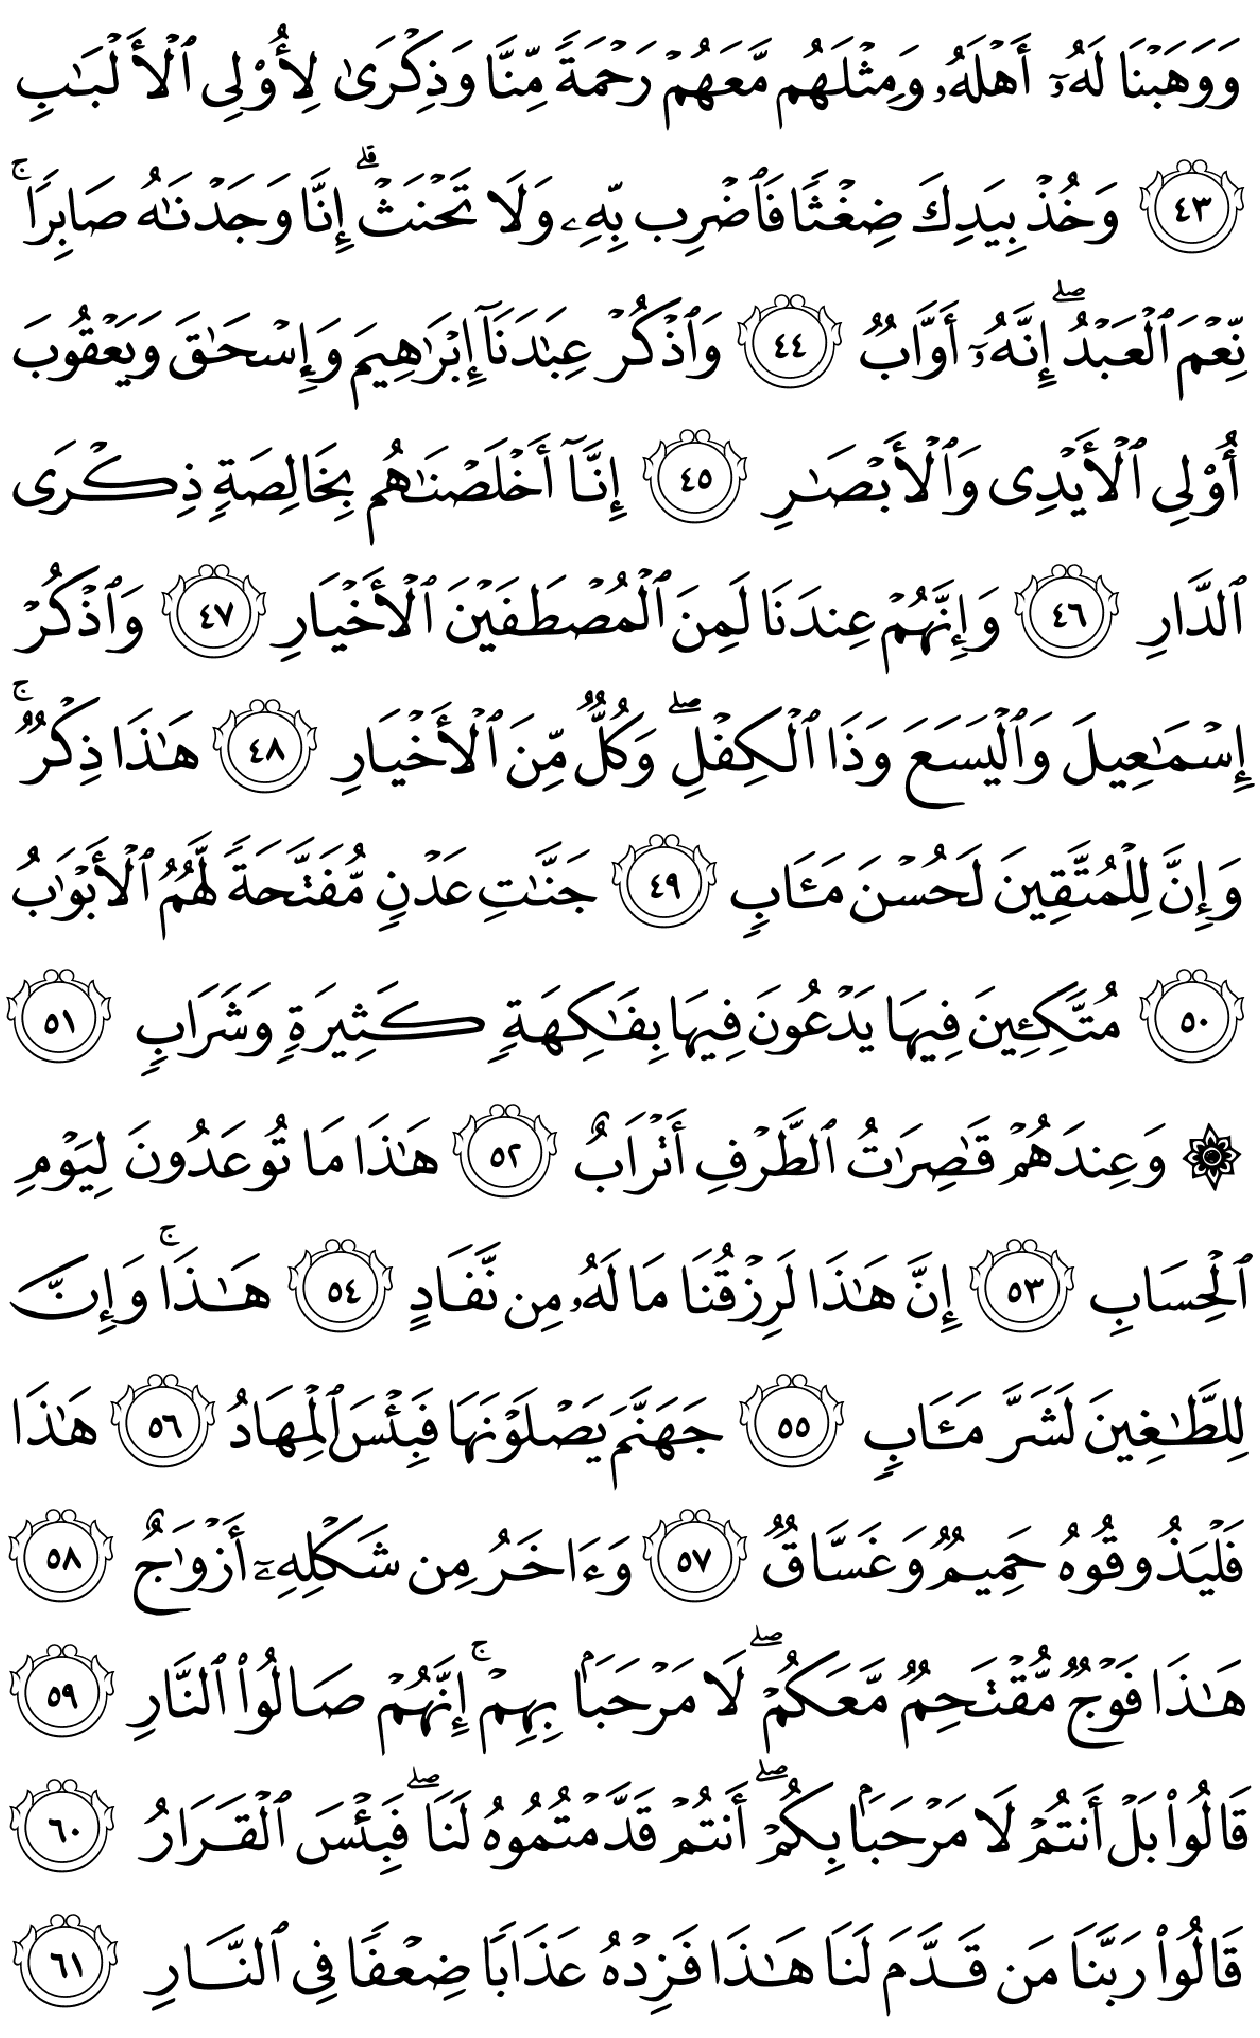 وَوَهَبْنَا لَهُۥٓ أَهْلَهُۥ وَمِثْلَهُم مَّعَهُمْ رَحْمَةً مِّنَّا وَذِكْرَىٰ لِأُو۟لِى ٱلْأَلْبَـٰبِ
٤٣ وَخُذْ بِيَدِكَ ضِغْثًا فَٱضْرِب بِّهِۦ وَلَا تَحْنَثْ ۗ إِنَّا وَجَدْنَـٰهُ صَابِرًا ۚ
نِّعْمَ ٱلْعَبْدُ ۖ إِنَّهُۥٓ أَوَّابٌ ٤٤ وَٱذْكُرْ عِبَـٰدَنَآ إِبْرَٰهِيمَ وَإِسْحَـٰقَ وَيَعْقُوبَ
أُو۟لِى ٱلْأَيْدِى وَٱلْأَبْصَـٰرِ ٤٥ إِنَّآ أَخْلَصْنَـٰهُم بِخَالِصَةٍ ذِكْرَى
ٱلدَّارِ ٤٦ وَإِنَّهُمْ عِندَنَا لَمِنَ ٱلْمُصْطَفَيْنَ ٱلْأَخْيَارِ ٤٧ وَٱذْكُرْ
إِسْمَـٰعِيلَ وَٱلْيَسَعَ وَذَا ٱلْكِفْلِ ۖ وَكُلٌّ مِّنَ ٱلْأَخْيَارِ ٤٨ هَـٰذَا ذِكْرٌ ۚ
وَإِنَّ لِلْمُتَّقِينَ لَحُسْنَ مَـَٔابٍ ٤٩ جَنَّـٰتِ عَدْنٍ مُّفَتَّحَةً لَّهُمُ ٱلْأَبْوَٰبُ
٥٠ مُتَّكِـِٔينَ فِيهَا يَدْعُونَ فِيهَا بِفَـٰكِهَةٍ كَثِيرَةٍ وَشَرَابٍ ٥١
۞ وَعِندَهُمْ قَـٰصِرَٰتُ ٱلطَّرْفِ أَتْرَابٌ ٥٢ هَـٰذَا مَا تُوعَدُونَ لِيَوْمِ
ٱلْحِسَابِ ٥٣ إِنَّ هَـٰذَا لَرِزْقُنَا مَا لَهُۥ مِن نَّفَادٍ ٥٤ هَـٰذَا ۚ وَإِنَّ
لِلطَّـٰغِينَ لَشَرَّ مَـَٔابٍ ٥٥ جَهَنَّمَ يَصْلَوْنَهَا فَبِئْسَ ٱلْمِهَادُ ٥٦ هَـٰذَا
فَلْيَذُوقُوهُ حَمِيمٌ وَغَسَّاقٌ ٥٧ وَءَاخَرُ مِن شَكْلِهِۦٓ أَزْوَٰجٌ ٥٨
هَـٰذَا فَوْجٌ مُّقْتَحِمٌ مَّعَكُمْ ۖ لَا مَرْحَبًۢا بِهِمْ ۚ إِنَّهُمْ صَالُوا۟ ٱلنَّارِ ٥٩
قَالُوا۟ بَلْ أَنتُمْ لَا مَرْحَبًۢا بِكُمْ ۖ أَنتُمْ قَدَّمْتُمُوهُ لَنَا ۖ فَبِئْسَ ٱلْقَرَارُ ٦٠
قَالُوا۟ رَبَّنَا مَن قَدَّمَ لَنَا هَـٰذَا فَزِدْهُ عَذَابًا ضِعْفًا فِى ٱلنَّارِ ٦١